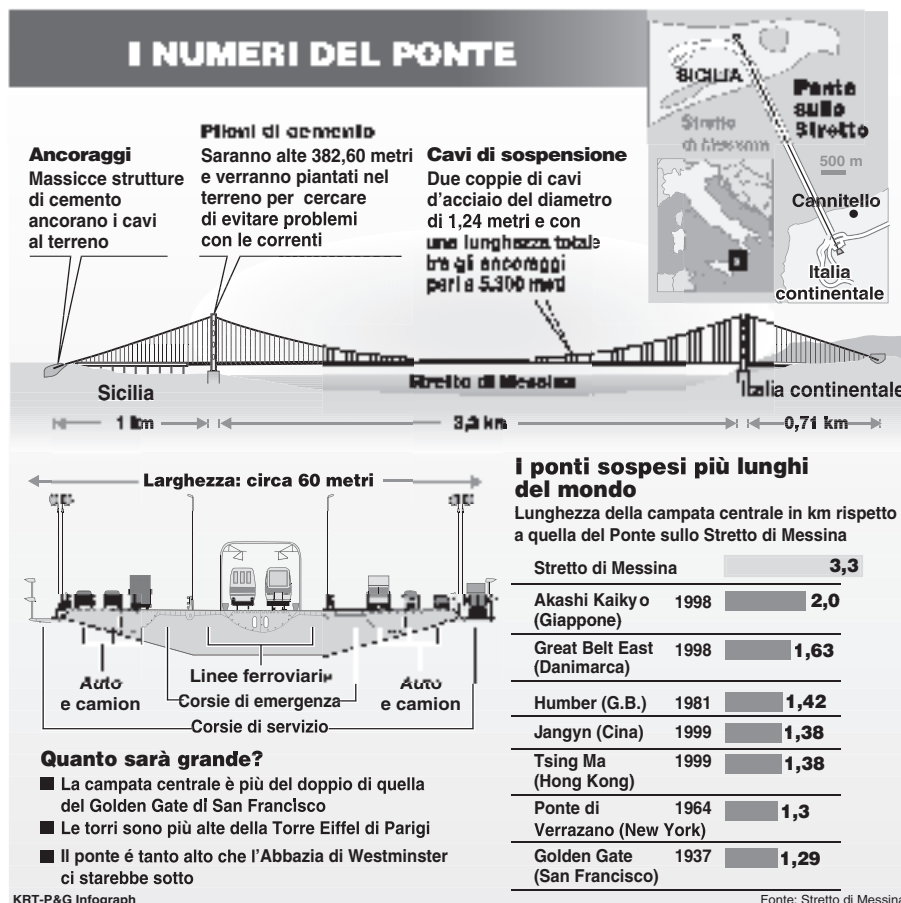 I NUMERI DEL PONTE
SICILIA
Ponte
sullo
Stretto
Stretto
di Messina
500 m
Cannitello
Italia
continentale
Ancoraggi
Massicce strutture
di cemento
ancorano i cavi
al terreno
Piloni di cemento
Saranno alte 382,60 metri
e verranno piantati nel
terreno per cercare
di evitare problemi
con le correnti
Cavi di sospensione
Due coppie di cavi
d'acciaio del diametro
di 1,24 metri e con
una lunghezza totale
tra gli ancoraggi
pari a 5.300 metri
Sicilia
Stretto di Messina
Italia continentale
1 km
3,3 km
0,71 km
Larghezza: circa 60 metri
Auto
e camion
Linee ferroviarie
Corsie di emergenza
Corsie di servizio
Auto
e camion
Quanto sarà grande?
■ La campata centrale è più del doppio di quella
del Golden Gate di San Francisco
■ Le torri sono più alte della Torre Eiffel di Parigi
■ Il ponte é tanto alto che l'Abbazia di Westminster
ci starebbe sotto
I ponti sospesi più lunghi
del mondo
Lunghezza della campata centrale in km rispetto
a quella del Ponte sullo Stretto di Messina
Stretto di Messina 3,3
Akashi Kaikyo 1998 2,0
(Giappone)
Great Belt East 1998 1,63
(Danimarca)
Humber (G.B.) 1981 1,42
Jangyn (Cina) 1999 1,38
Tsing Ma 1999 1,38
(Hong Kong)
Ponte di 1964 1,3
Verrazano (New York)
Golden Gate 1937 1,29
(San Francisco)
KRT-P&G Infograph
Fonte: Stretto di Messina